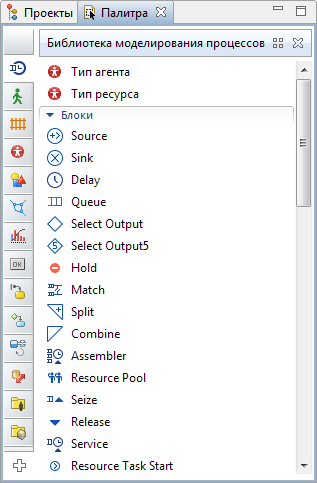 Проекты Палитра
Библиотека моделирования процессов
Тип агента
Тип ресурса
Блоки
Source
Sink
Delay
Queue
Select Output
Select Output5
Hold
Match
Split
Combine
Assembler
Resource Pool
Seize
Release
Service
Resource Task Start
OK